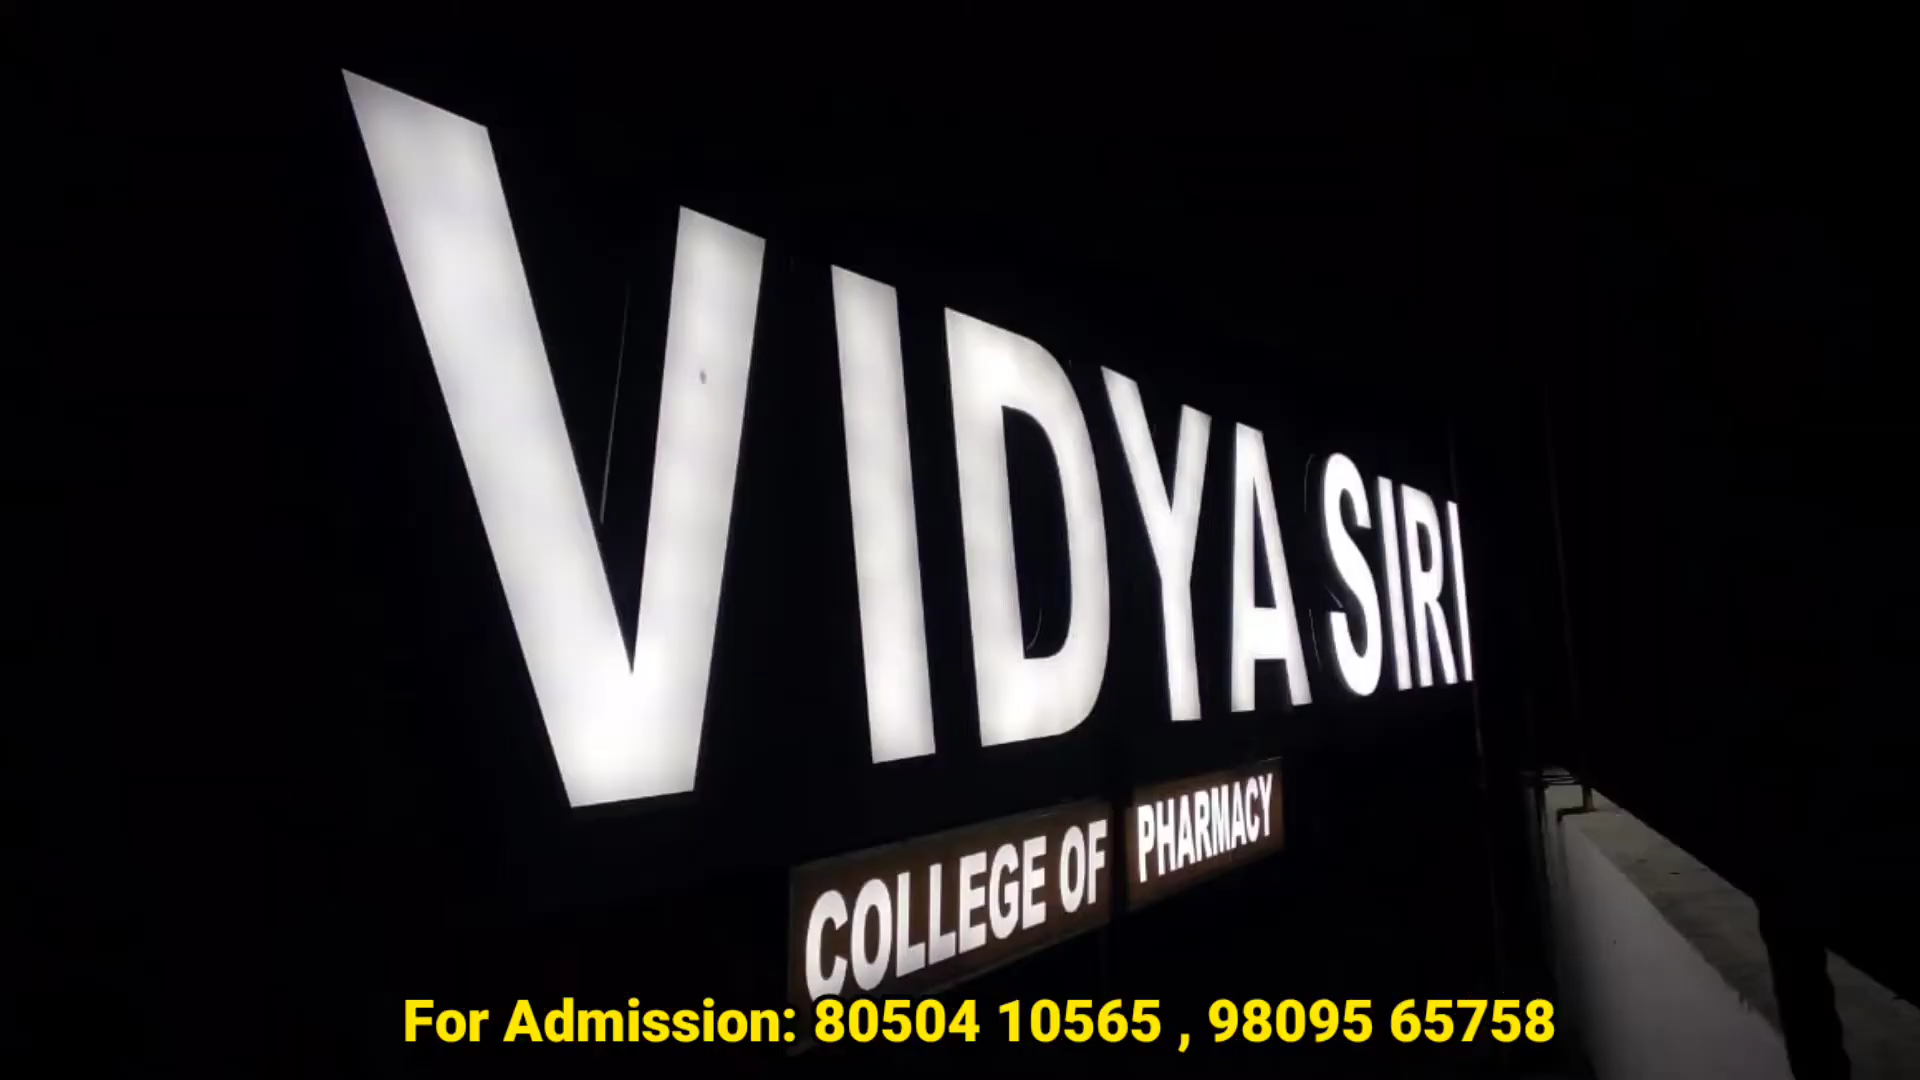 VIDYA SIRI
COLLEGE OF PHARMACY
For Admission: 80504 10565 , 98095 65758